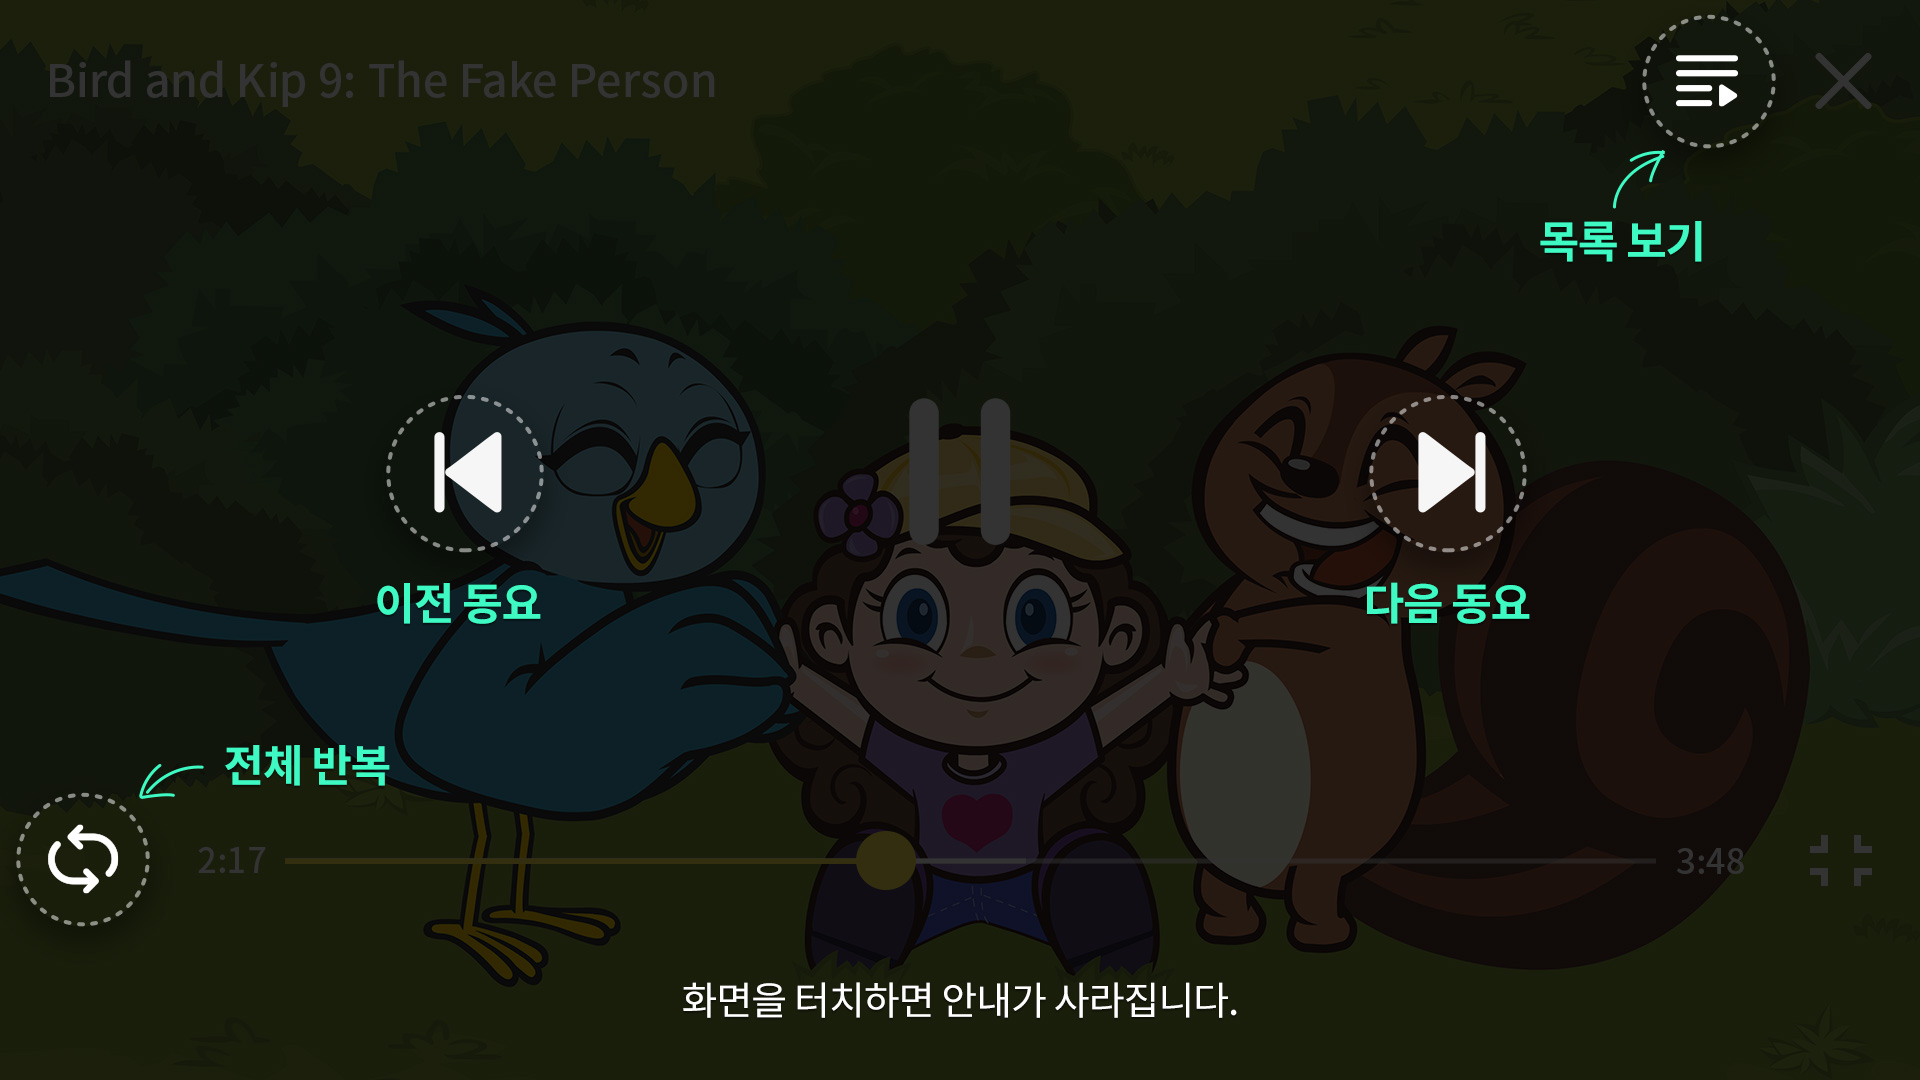 Bird and Kip 9: The Fake Person
목록 보기
이전 동요
다음 동요
전체 반복
2:17
3:48
화면을 터치하면 안내가 사라집니다.